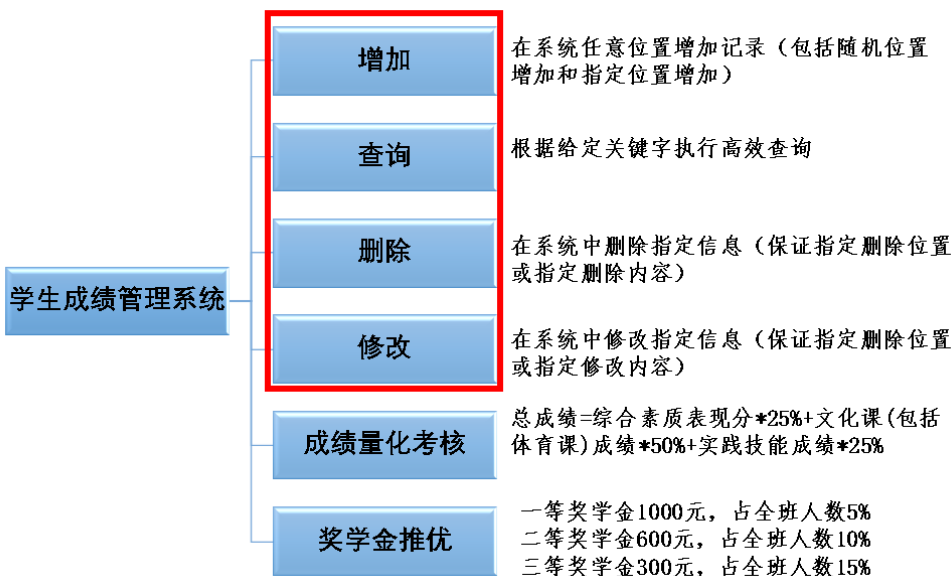 学生成绩管理系统
增加
在系统任意位置增加记录（包括随机位置
增加和指定位置增加）
查询
根据给定关键字执行高效查询
删除
在系统中删除指定信息（保证指定删除位置
或指定删除内容）
修改
在系统中修改指定信息（保证指定删除位置
或指定修改内容）
成绩量化考核
总成绩=综合素质表现分*25%+文化课(包括
体育课)成绩*50%+实践技能成绩*25%
奖学金推优
一等奖学金1000元，占全班人数5%
二等奖学金600元，占全班人数10%
三等奖学金300元，占全班人数15%